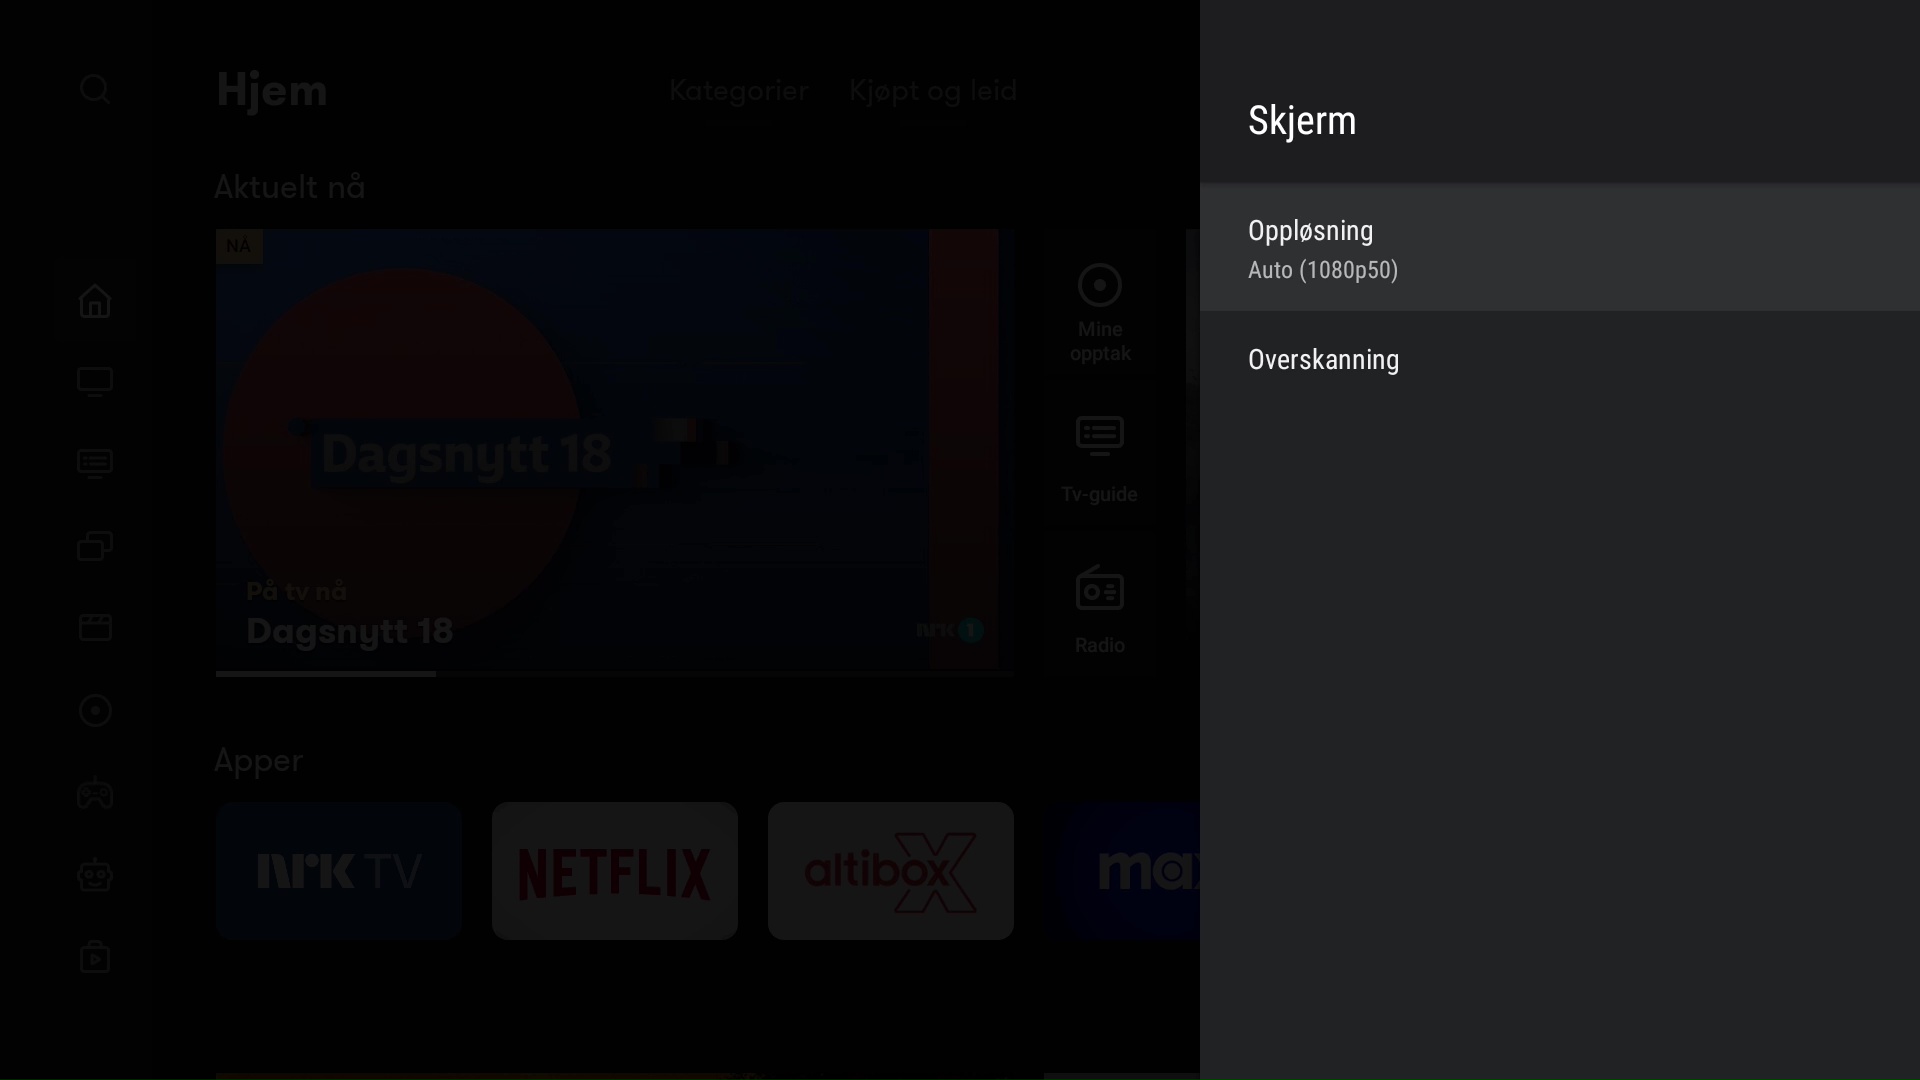 Hjem
Kategorier
Kjøpt og leid
Aktuelt nå
NÅ
Dagsnytt 18
På tv nå
Dagsnytt 18
nrk 1
Mine
opptak
Tv-guide
Radio
Apper
NRK TV
NETFLIX
altibox X
max
Skjerm
Oppløsning
Auto (1080p50)
Overskanning